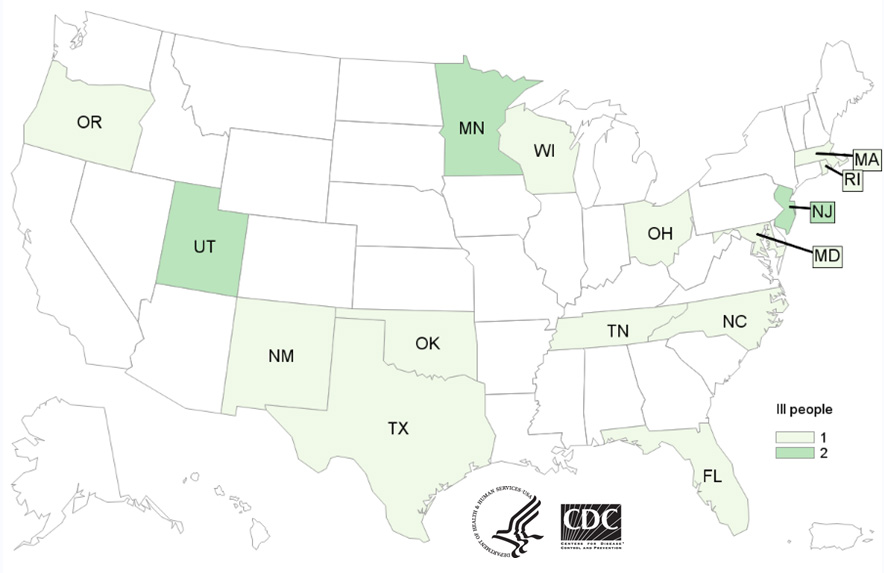 OR
MN
WI
MA
RI
NJ
UT
OH
MD
NM
OK
TN
NC
TX
FL
Ill people
1
2
DEPARTMENT OF HEALTH & HUMAN SERVICES USA
CDC
CENTERS FOR DISEASE
CONTROL AND PREVENTION